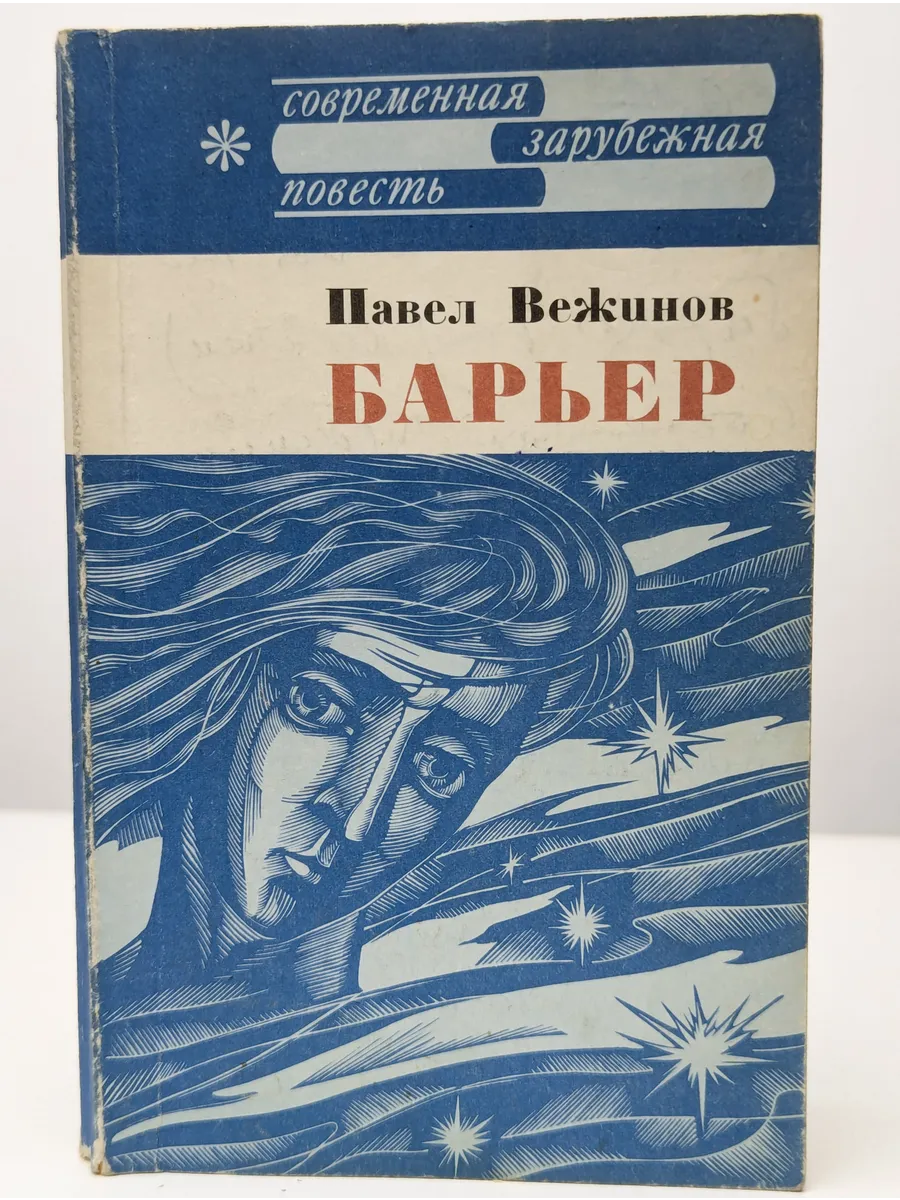 современная
зарубежная
повесть
Павел Вежинов
БАРЬЕР